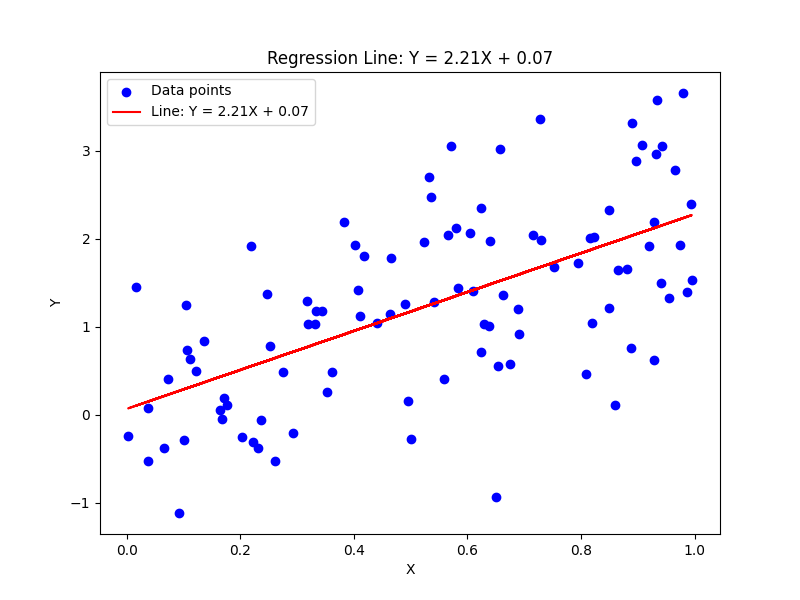 Regression Line: Y = 2.21X + 0.07
Data points
Line: Y = 2.21X + 0.07
3
2
1
0
−1
Y
0.0 0.2 0.4 0.6 0.8 1.0
X